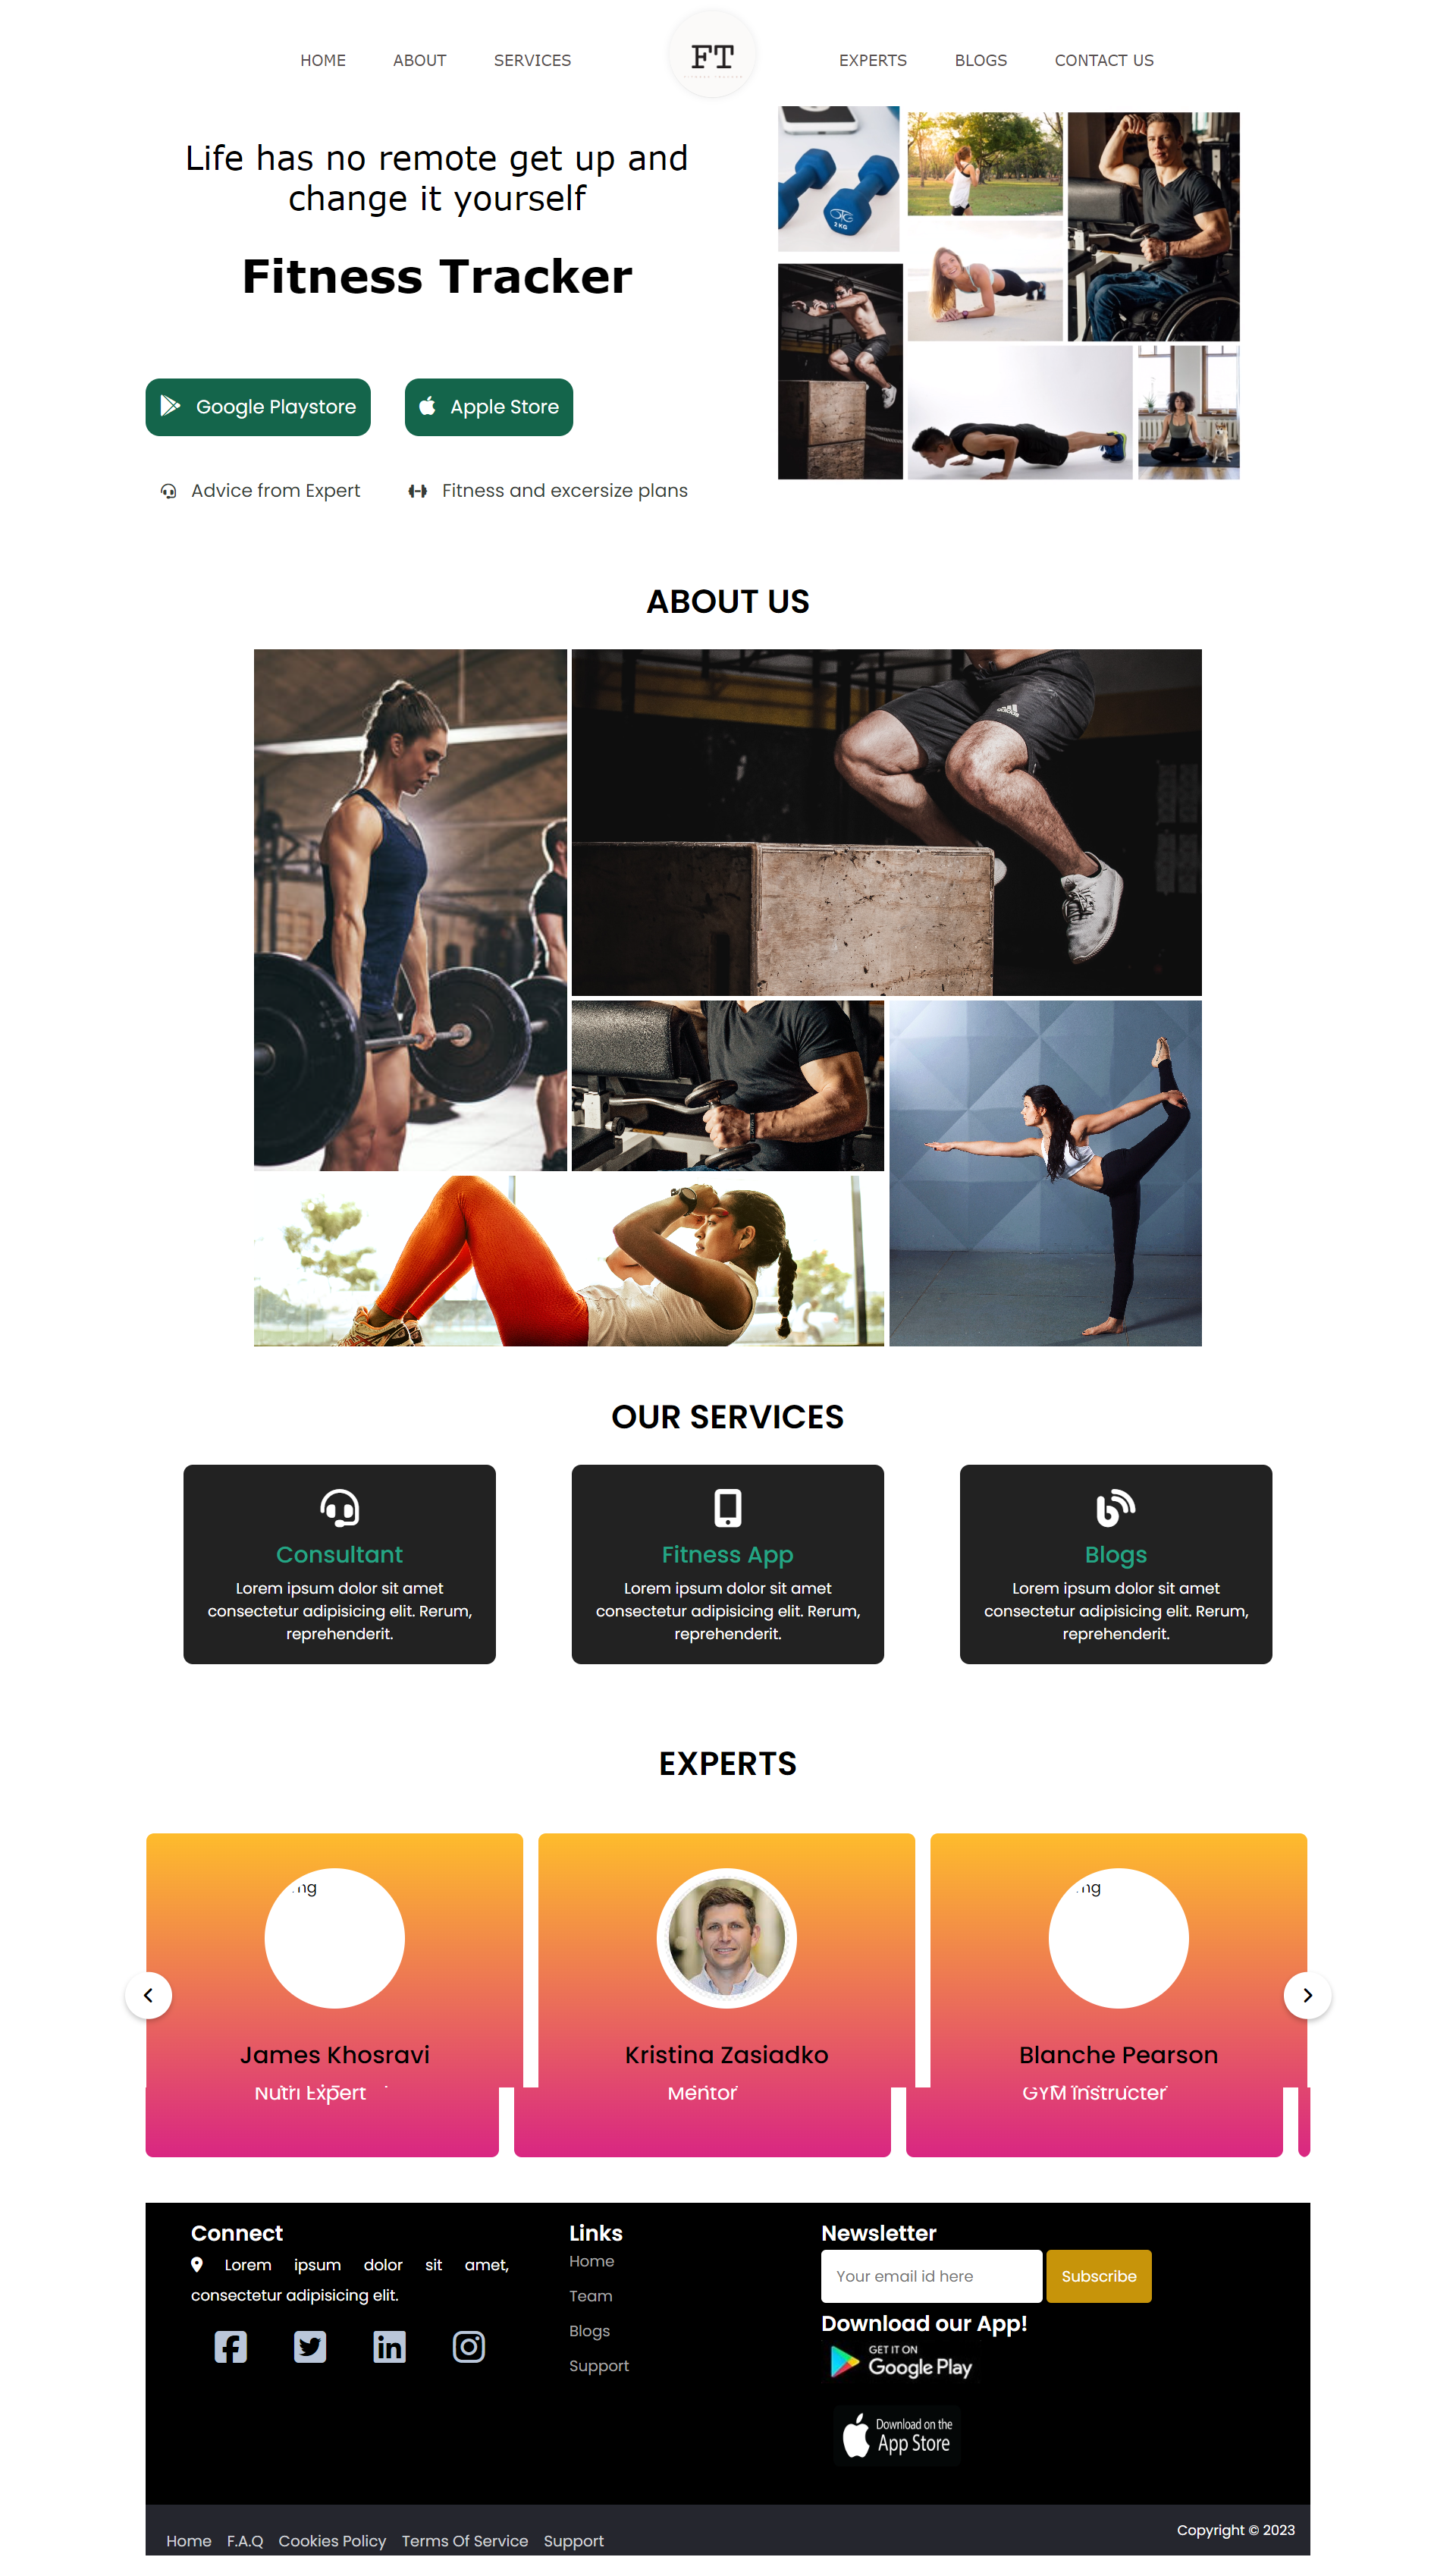 HOME ABOUT SERVICES FT EXPERTS BLOGS CONTACT US
FITNESS TRACKER
Life has no remote get up and
change it yourself
Fitness Tracker
Google Playstore Apple Store
Advice from Expert Fitness and excersize plans
2 KG
ABOUT US
adidas
OUR SERVICES
Consultant
Lorem ipsum dolor sit amet
consectetur adipisicing elit. Rerum,
reprehenderit.
Fitness App
Lorem ipsum dolor sit amet
consectetur adipisicing elit. Rerum,
reprehenderit.
Blogs
Lorem ipsum dolor sit amet
consectetur adipisicing elit. Rerum,
reprehenderit.
EXPERTS
James Khosravi
Nutri Expert
Kristina Zasiadko
Mentor
Blanche Pearson
GYM Instructer
Connect
Lorem ipsum dolor sit amet,
consectetur adipisicing elit.
Links
Home
Team
Blogs
Support
Newsletter
Your email id here Subscribe
Download our App!
GET IT ON
Google Play
Download on the
App Store
Home F.A.Q Cookies Policy Terms Of Service Support
Copyright © 2023